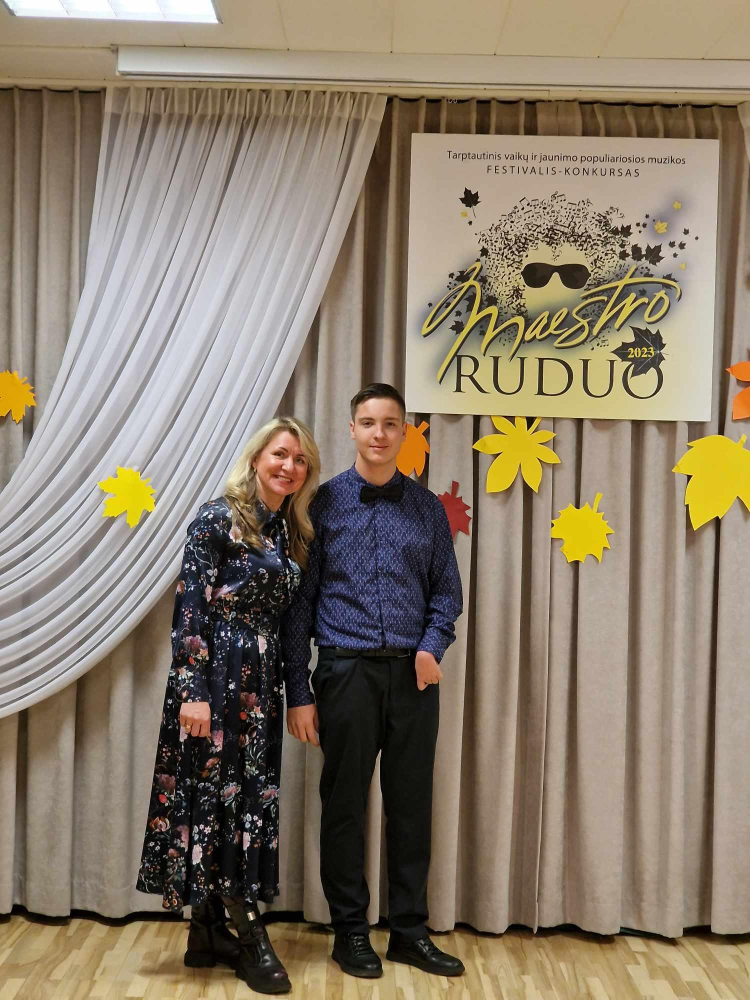 Tarptautinis vaikų ir jaunimo populiariosios muzikos
FESTIVALIS-KONKURSAS
Maestro
RUDUO
2023